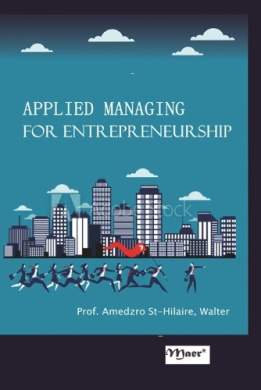 APPLIED MANAGING
FOR ENTREPRENEURSHIP
Prof. Amedzro St-Hilaire, Walter
Maer*